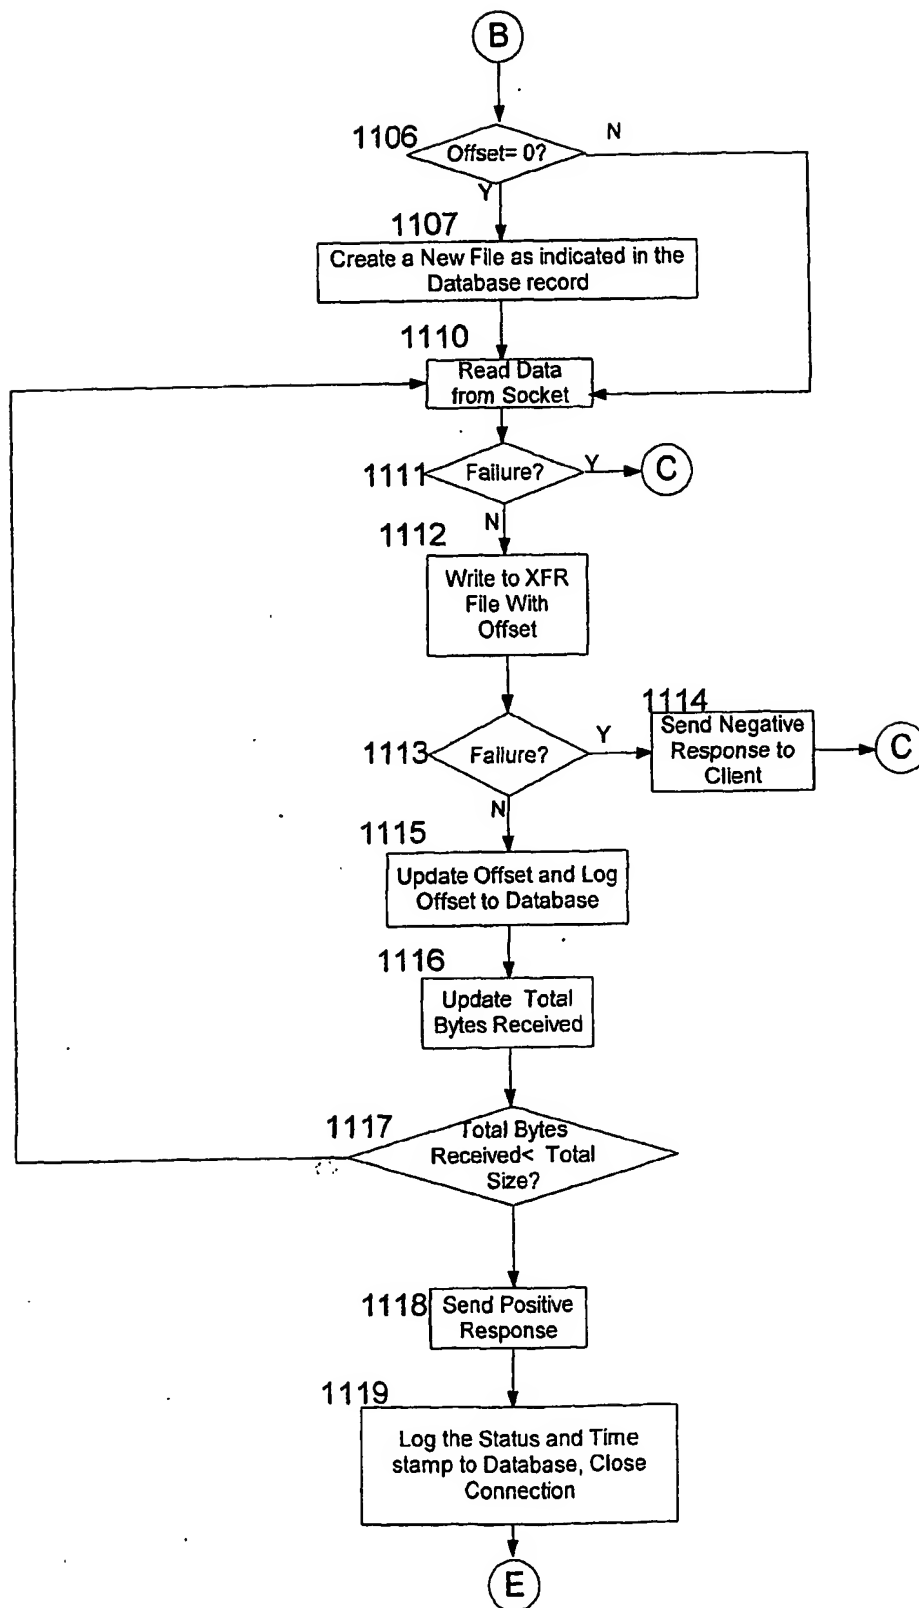 B
1106
Offset= 0?
N
Y
1107
Create a New File as indicated in the
Database record
1110
Read Data
from Socket
1111
Failure?
Y
C
N
1112
Write to XFR
File With
Offset
1113
Failure?
Y
1114
Send Negative
Response to
Client
C
N
1115
Update Offset and Log
Offset to Database
1116
Update Total
Bytes Received
1117
Total Bytes
Received< Total
Size?
1118
Send Positive
Response
1119
Log the Status and Time
stamp to Database, Close
Connection
E